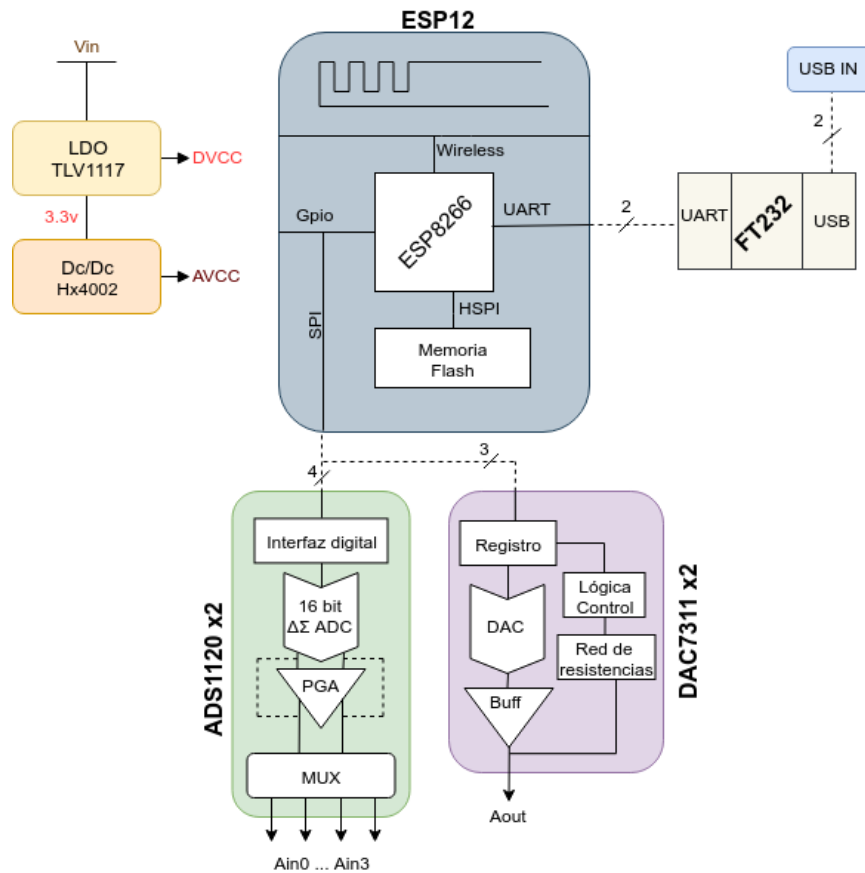 ESP12
Vin
USB IN
2
LDO
TLV1117
DVCC
Wireless
3.3v
Gpio
ESP8266
UART
2
UART
FT232
USB
Dc/Dc
Hx4002
AVCC
SPI
HSPI
Memoria
Flash
4
3
ADS1120 x2
Interfaz digital
16 bit
ΔΣ ADC
PGA
MUX
Ain0 ... Ain3
DAC7311 x2
Registro
Lógica
Control
DAC
Red de
resistencias
Buff
Aout